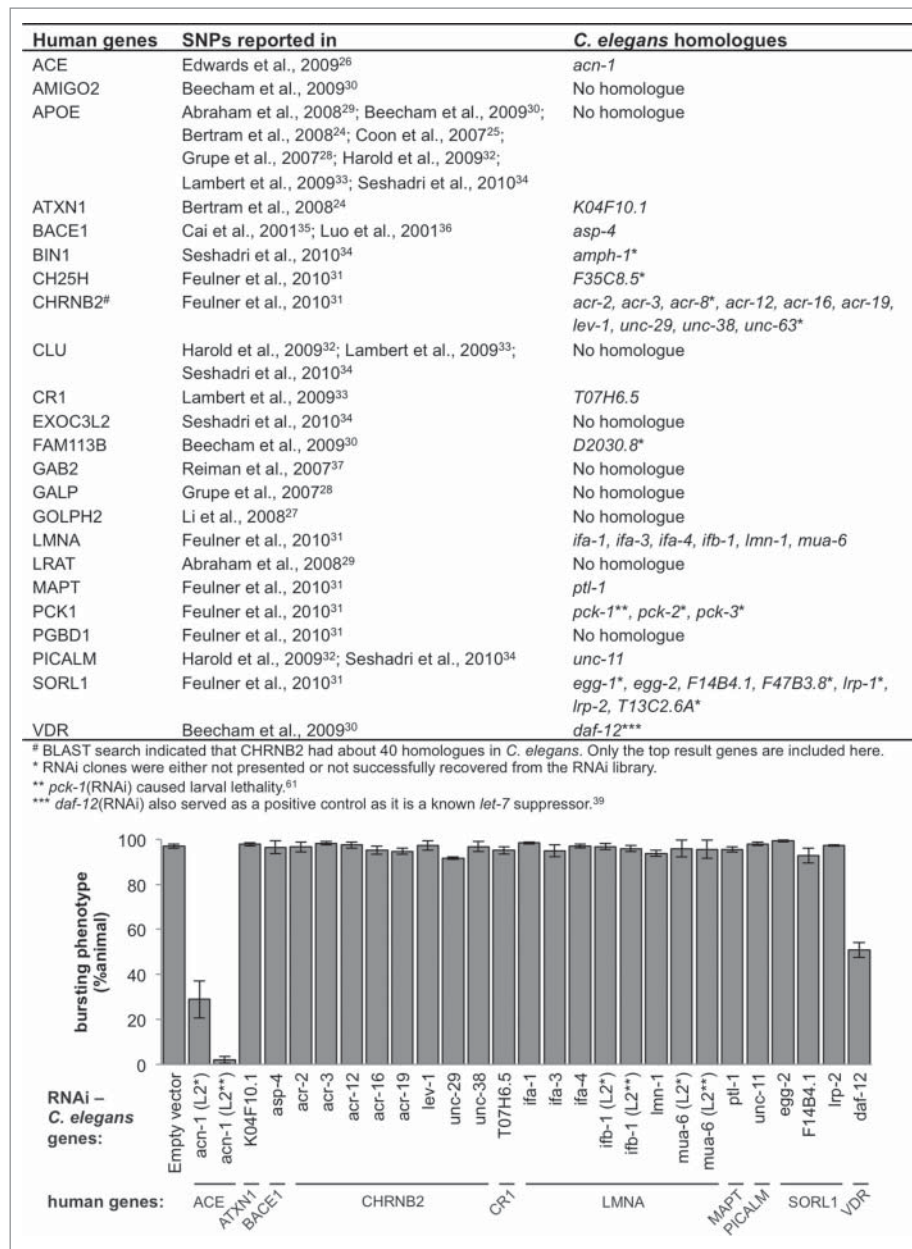 Human genes SNPs reported in C. elegans homologues
ACE Edwards et al., 2009²⁶ acn-1
AMIGO2 Beecham et al., 2009³⁰ No homologue
APOE Abraham et al., 2008²⁹; Beecham et al., 2009³⁰; No homologue
Bertram et al., 2008²⁴; Coon et al., 2007²⁵;
Grupe et al., 2007²⁸; Harold et al., 2009³²;
Lambert et al., 2009³³; Seshadri et al., 2010³⁴
ATXN1 Bertram et al., 2008²⁴ K04F10.1
BACE1 Cai et al., 2001³⁵; Luo et al., 2001³⁶ asp-4
BIN1 Seshadri et al., 2010³⁴ amph-1*
CH25H Feulner et al., 2010³¹ F35C8.5*
CHRNB2# Feulner et al., 2010³¹ acr-2, acr-3, acr-8*, acr-12, acr-16, acr-19,
lev-1, unc-29, unc-38, unc-63*
CLU Harold et al., 2009³²; Lambert et al., 2009³³; No homologue
Seshadri et al., 2010³⁴
CR1 Lambert et al., 2009³³ T07H6.5
EXOC3L2 Seshadri et al., 2010³⁴ No homologue
FAM113B Beecham et al., 2009³⁰ D2030.8*
GAB2 Reiman et al., 2007³⁷ No homologue
GALP Grupe et al., 2007²⁸ No homologue
GOLPH2 Li et al., 2008²⁷ No homologue
LMNA Feulner et al., 2010³¹ ifa-1, ifa-3, ifa-4, ifb-1, lmn-1, mua-6
LRAT Abraham et al., 2008²⁹ No homologue
MAPT Feulner et al., 2010³¹ ptl-1
PCK1 Feulner et al., 2010³¹ pck-1**, pck-2*, pck-3*
PGBD1 Feulner et al., 2010³¹ No homologue
PICALM Harold et al., 2009³²; Seshadri et al., 2010³⁴ unc-11
SORL1 Feulner et al., 2010³¹ egg-1*, egg-2, F14B4.1, F47B3.8*, lrp-1*,
lrp-2, T13C2.6A*
VDR Beecham et al., 2009³⁰ daf-12***
# BLAST search indicated that CHRNB2 had about 40 homologues in C. elegans. Only the top result genes are included here.
* RNAi clones were either not presented or not successfully recovered from the RNAi library.
** pck-1(RNAi) caused larval lethality.⁶¹
*** daf-12(RNAi) also served as a positive control as it is a known let-7 suppressor.³⁹
bursting phenotype
(%animal)
100
80
60
40
20
0
RNAi –
C. elegans
genes:
Empty vector
acn-1 (L2*)
acn-1 (L2**)
K04F10.1
asp-4
acr-2
acr-3
acr-12
acr-16
acr-19
lev-1
unc-29
unc-38
T07H6.5
ifa-1
ifa-3
ifa-4
ifb-1 (L2*)
ifb-1 (L2**)
lmn-1
mua-6 (L2*)
mua-6 (L2**)
ptl-1
unc-11
egg-2
F14B4.1
lrp-2
daf-12
human genes: ACE ATXN1 BACE1 CHRNB2 CR1 LMNA MAPT PICALM SORL1 VDR